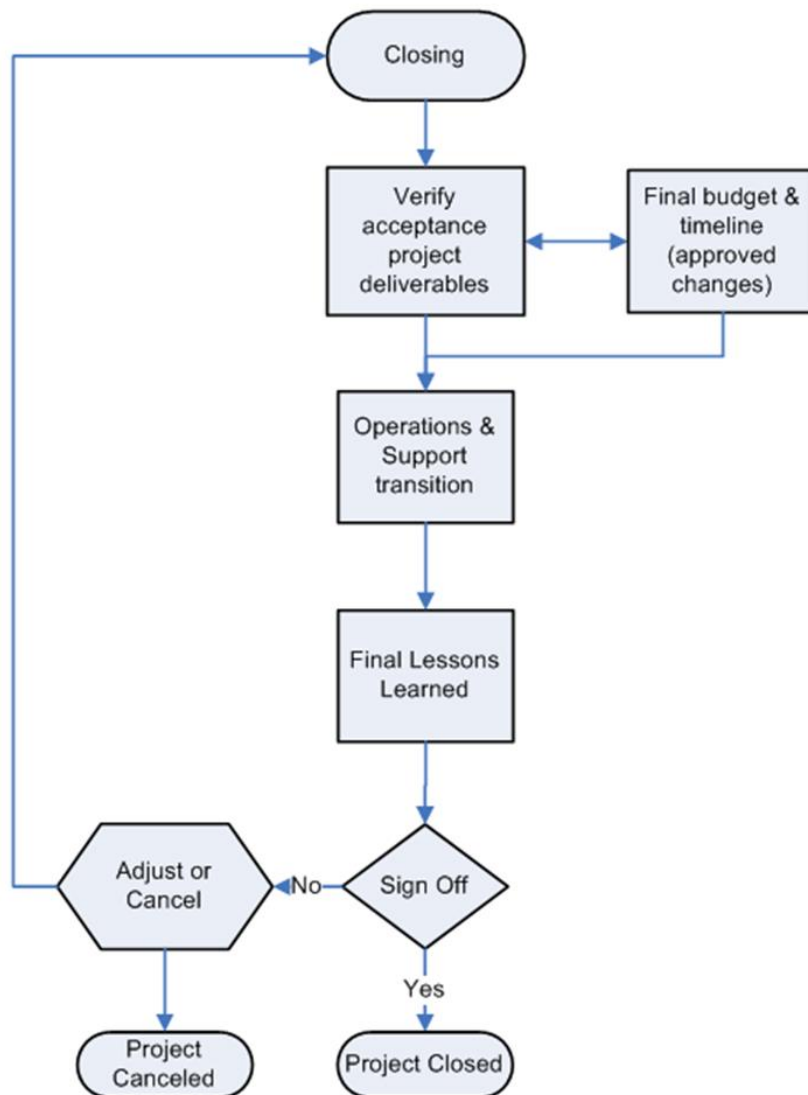 Closing
Verify
acceptance
project
deliverables
Final budget &
timeline
(approved
changes)
Operations &
Support
transition
Final Lessons
Learned
Adjust or
Cancel
No
Sign Off
Yes
Project
Canceled
Project Closed